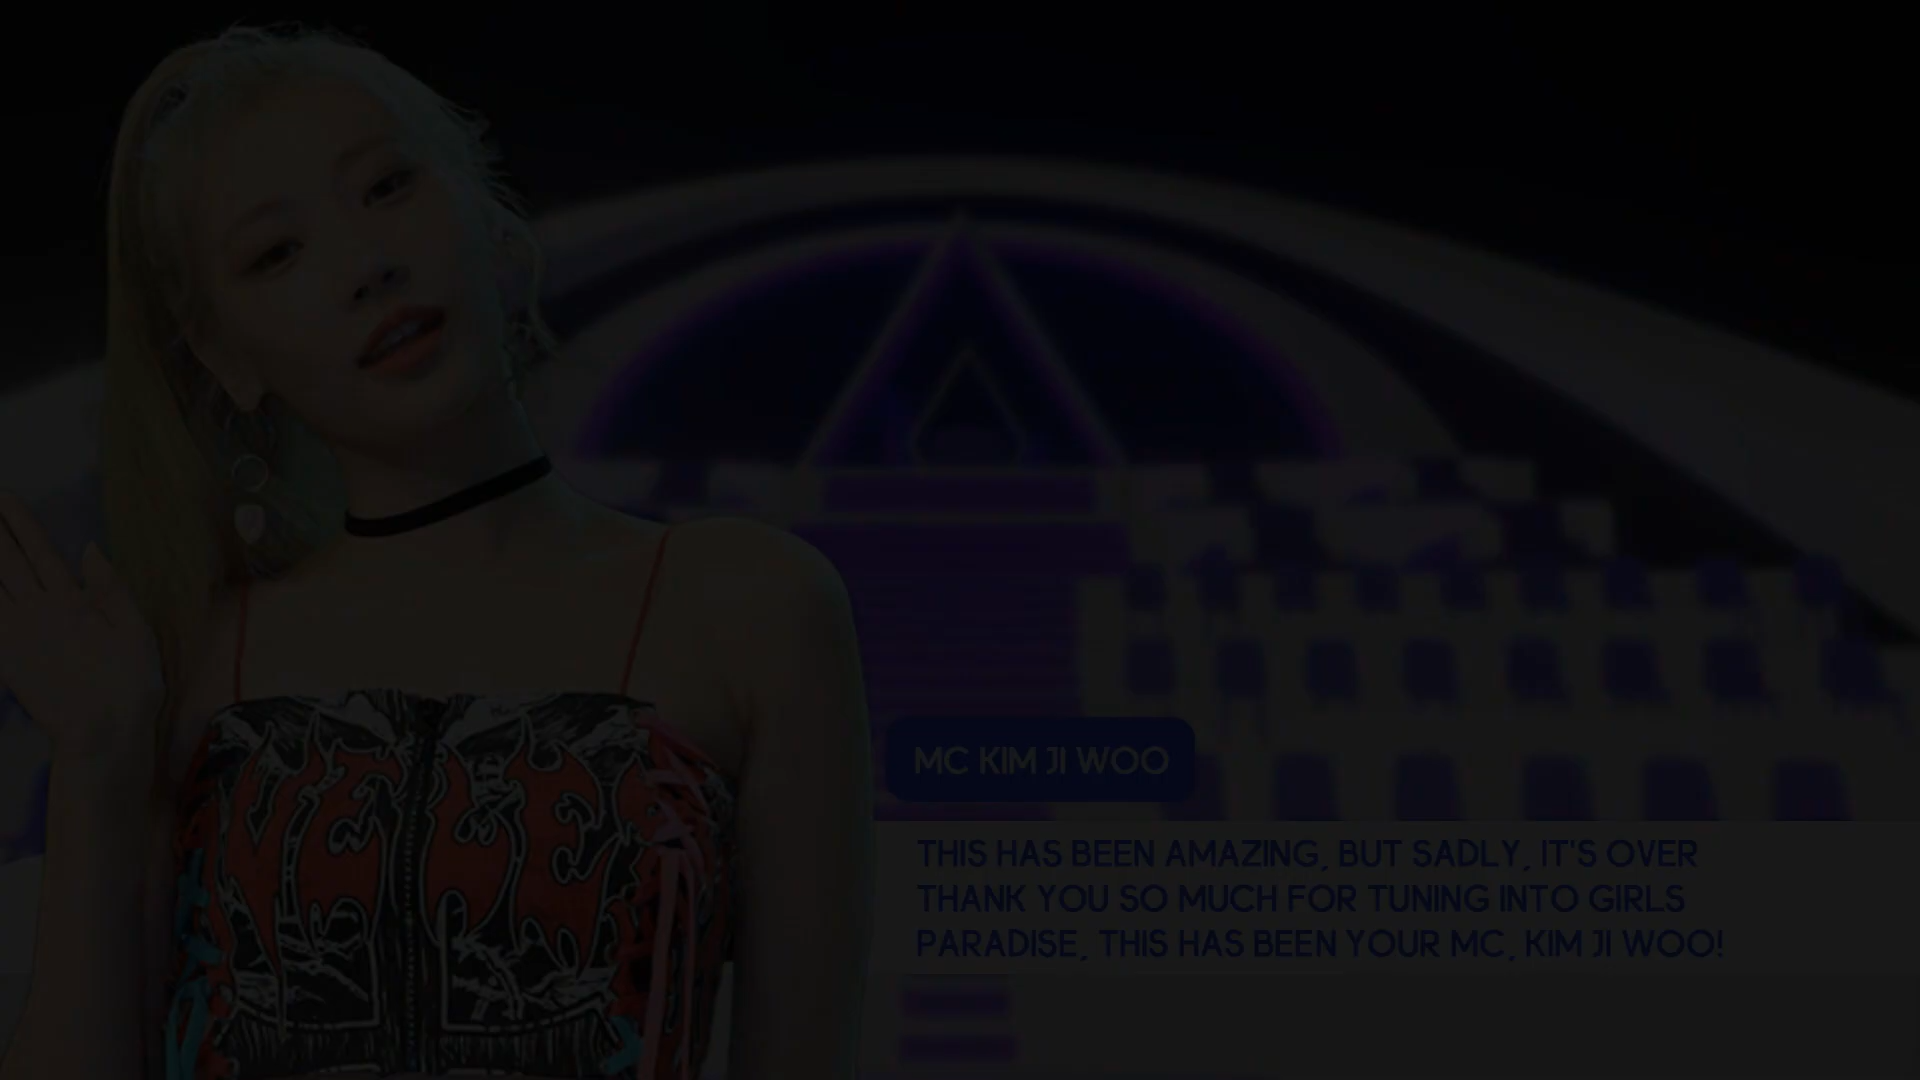 MC KIM JI WOO
THIS HAS BEEN AMAZING, BUT SADLY, IT'S OVER
THANK YOU SO MUCH FOR TUNING INTO GIRLS
PARADISE, THIS HAS BEEN YOUR MC, KIM JI WOO!